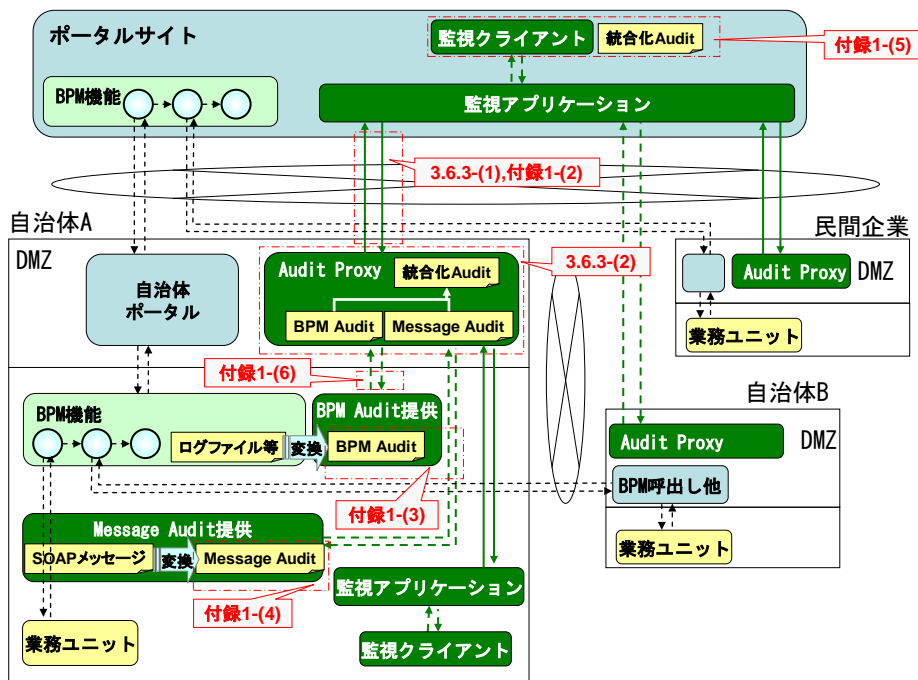 ポータルサイト
監視クライアント
統合化Audit
付録1-(5)
BPM機能
監視アプリケーション
3.6.3-(1),付録1-(2)
自治体A
民間企業
DMZ
自治体
ポータル
Audit Proxy
統合化Audit
BPM Audit
Message Audit
3.6.3-(2)
Audit Proxy
DMZ
業務ユニット
付録1-(6)
自治体B
BPM機能
ログファイル等
変換
BPM Audit提供
BPM Audit
Audit Proxy
DMZ
BPM呼出し他
付録1-(3)
Message Audit提供
SOAPメッセージ
変換
Message Audit
業務ユニット
監視アプリケーション
付録1-(4)
業務ユニット
監視クライアント